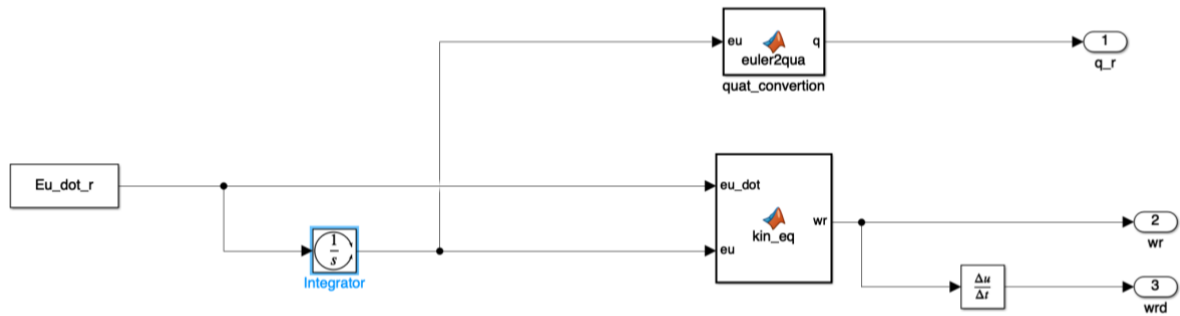 eu
q
euler2qua
quat_convertion
1
q_r
Eu_dot_r
eu_dot
wr
kin_eq
eu
1
s
Integrator
2
wr
Δu
Δt
3
wrd